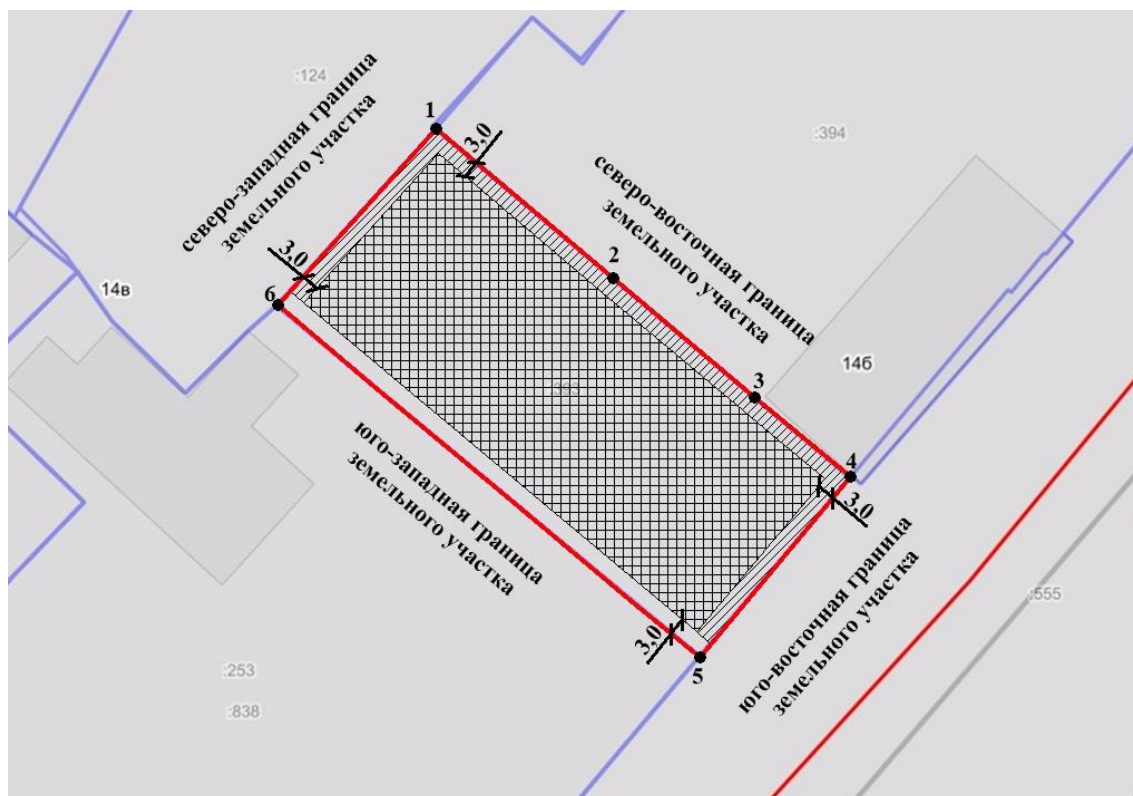 :124
северо-западная граница
земельного участка
1
3,0
северо-восточная граница
земельного участка
:394
2
3,0
6
14в
3
14б
:393
4
3,0
юго-западная граница
земельного участка
юго-восточная граница
земельного участка
:555
3,0
5
:253
:838